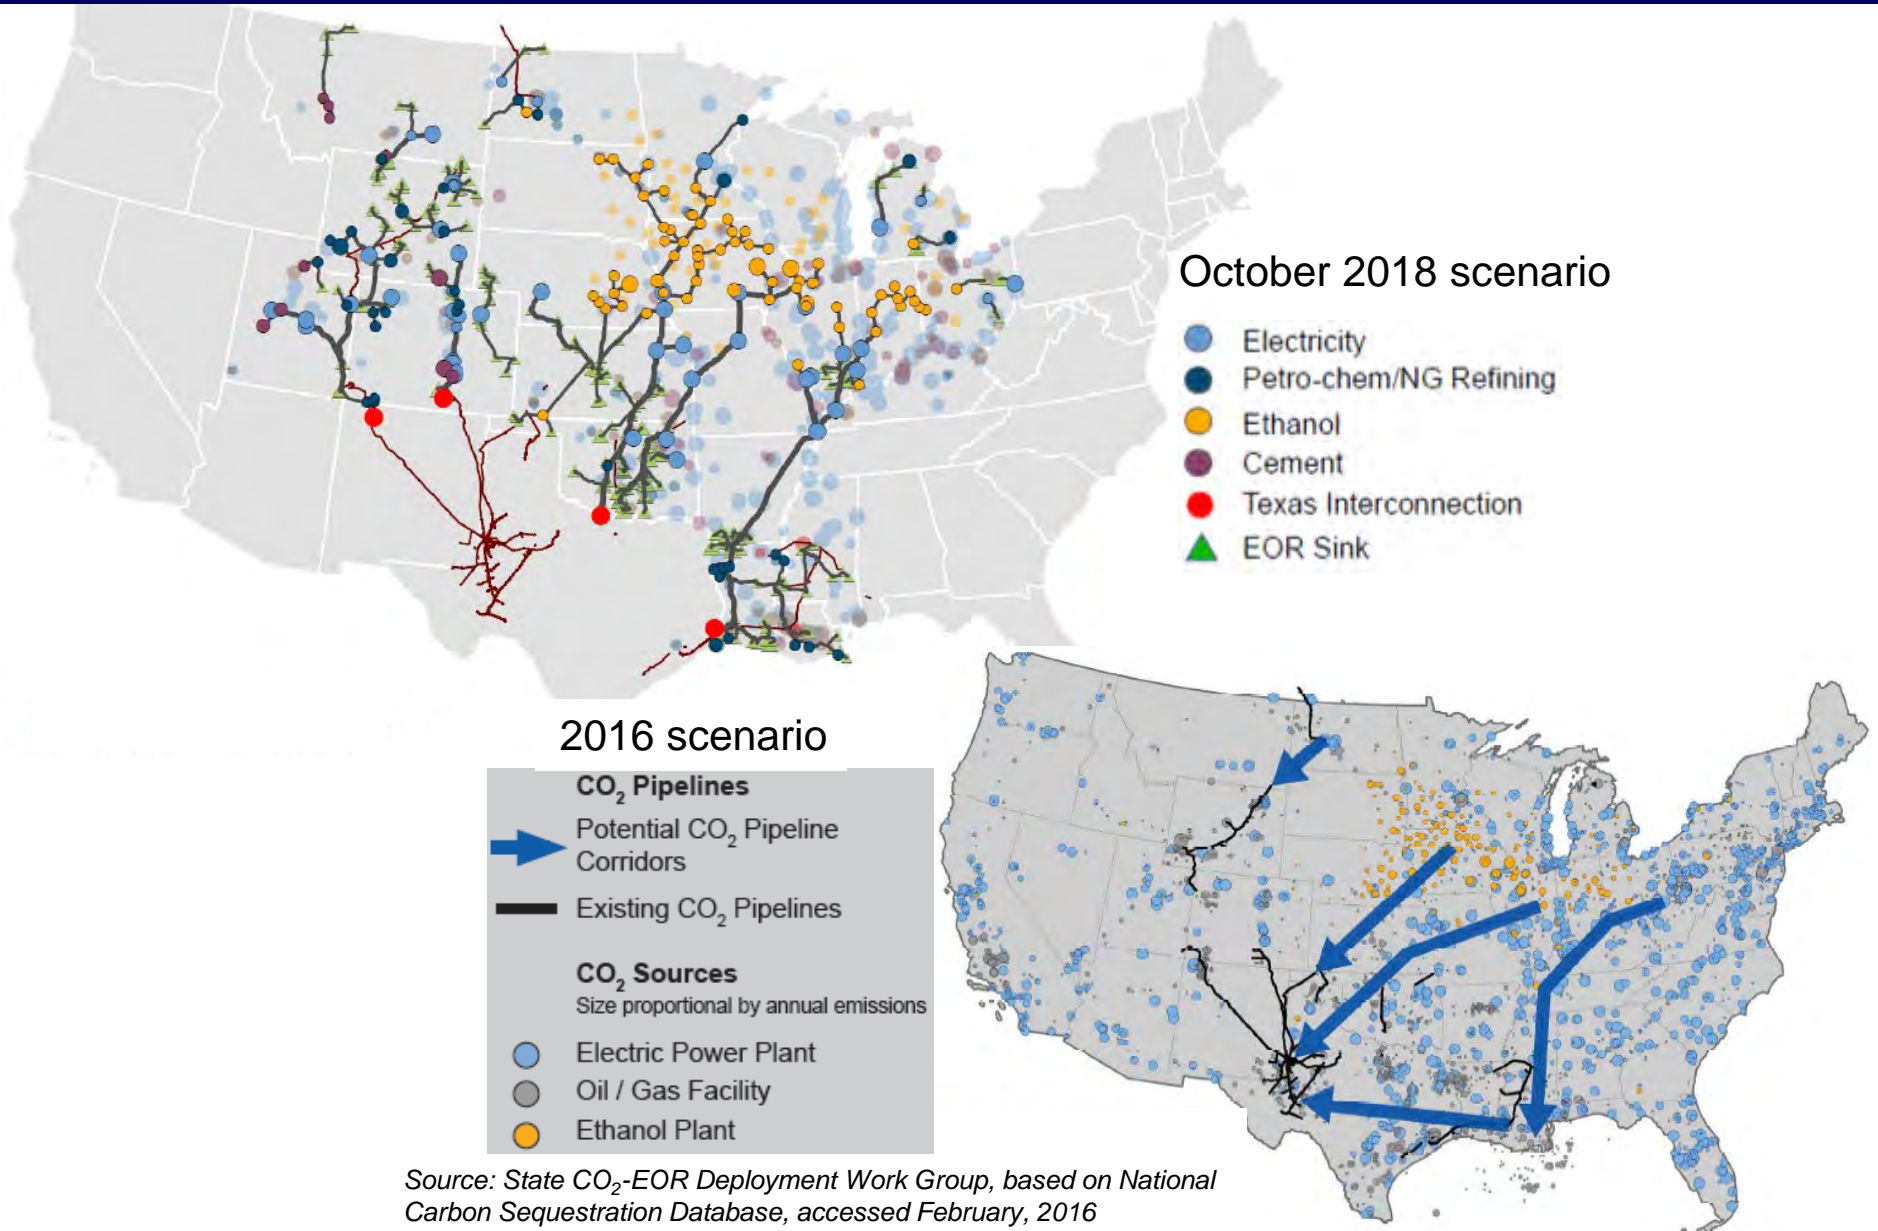 October 2018 scenario
Electricity
Petro-chem/NG Refining
Ethanol
Cement
Texas Interconnection
EOR Sink
2016 scenario
CO₂ Pipelines
Potential CO₂ Pipeline
Corridors
Existing CO₂ Pipelines
CO₂ Sources
Size proportional by annual emissions
Electric Power Plant
Oil / Gas Facility
Ethanol Plant
Source: State CO₂-EOR Deployment Work Group, based on National
Carbon Sequestration Database, accessed February, 2016